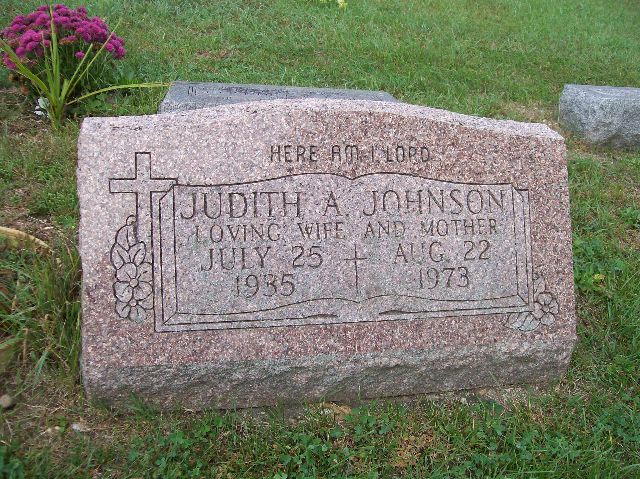 HERE AM I LORD
JUDITH A. JOHNSON
LOVING WIFE AND MOTHER
JULY 25 AUG. 22
1935 1973